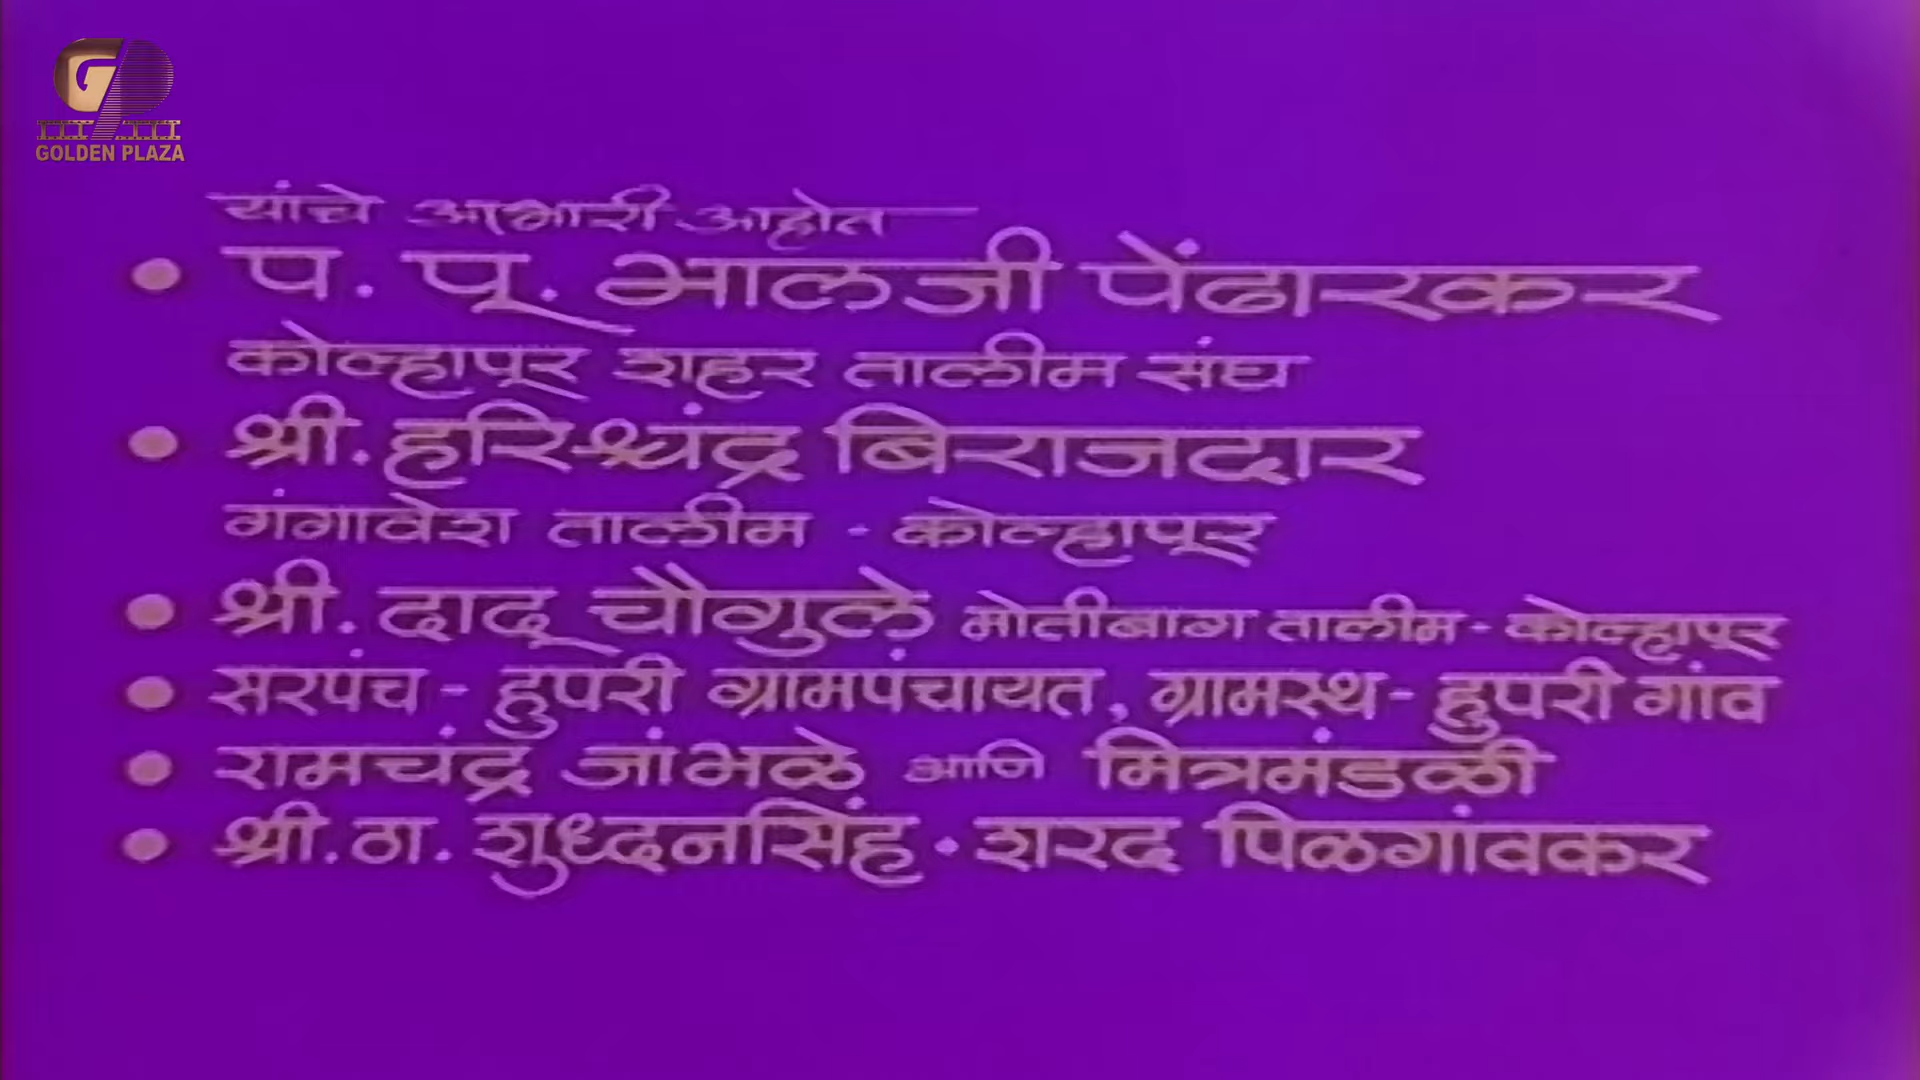 GOLDEN PLAZA
यांचे आभारी आहोत
● प. पू. भालजी पेंढारकर
कोल्हापूर शहर तालीम संघ
● श्री. हरिश्चंद्र बिराजदार
गंगावेश तालीम - कोल्हापूर
● श्री. दादू चौगुले मोतीबाग तालीम - कोल्हापूर
● सरपंच - हुपरी ग्रामपंचायत, ग्रामस्थ - हुपरी गांव
● रामचंद्र जांभळे आणि मित्रमंडळी
● श्री. ठा. शुध्दनसिंह • शरद पिळगांवकर